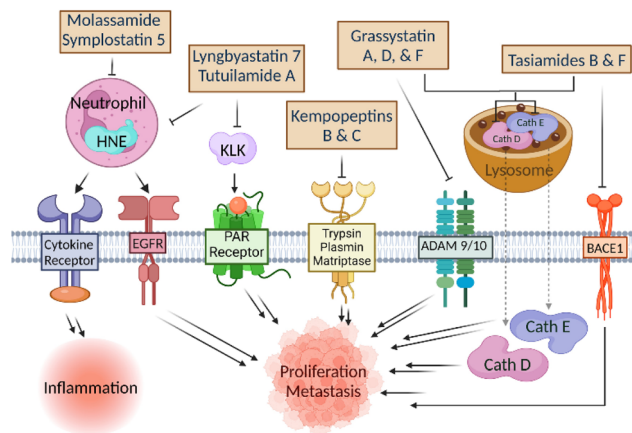 Molassamide
Symplostatin 5
Lyngbyastatin 7
Tutuilamide A
Grassystatin
A, D, & F
Tasiamides B & F
Kempopeptins
B & C
Neutrophil
HNE
KLK
Cath E
Cath D
Lysosome
Cytokine
Receptor
EGFR
PAR
Receptor
Trypsin
Plasmin
Matriptase
ADAM 9/10
BACE1
Cath E
Cath D
Inflammation
Proliferation
Metastasis